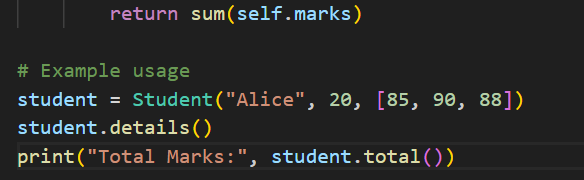 return sum(self.marks)
# Example usage
student = Student("Alice", 20, [85, 90, 88])
student.details()
print("Total Marks:", student.total())